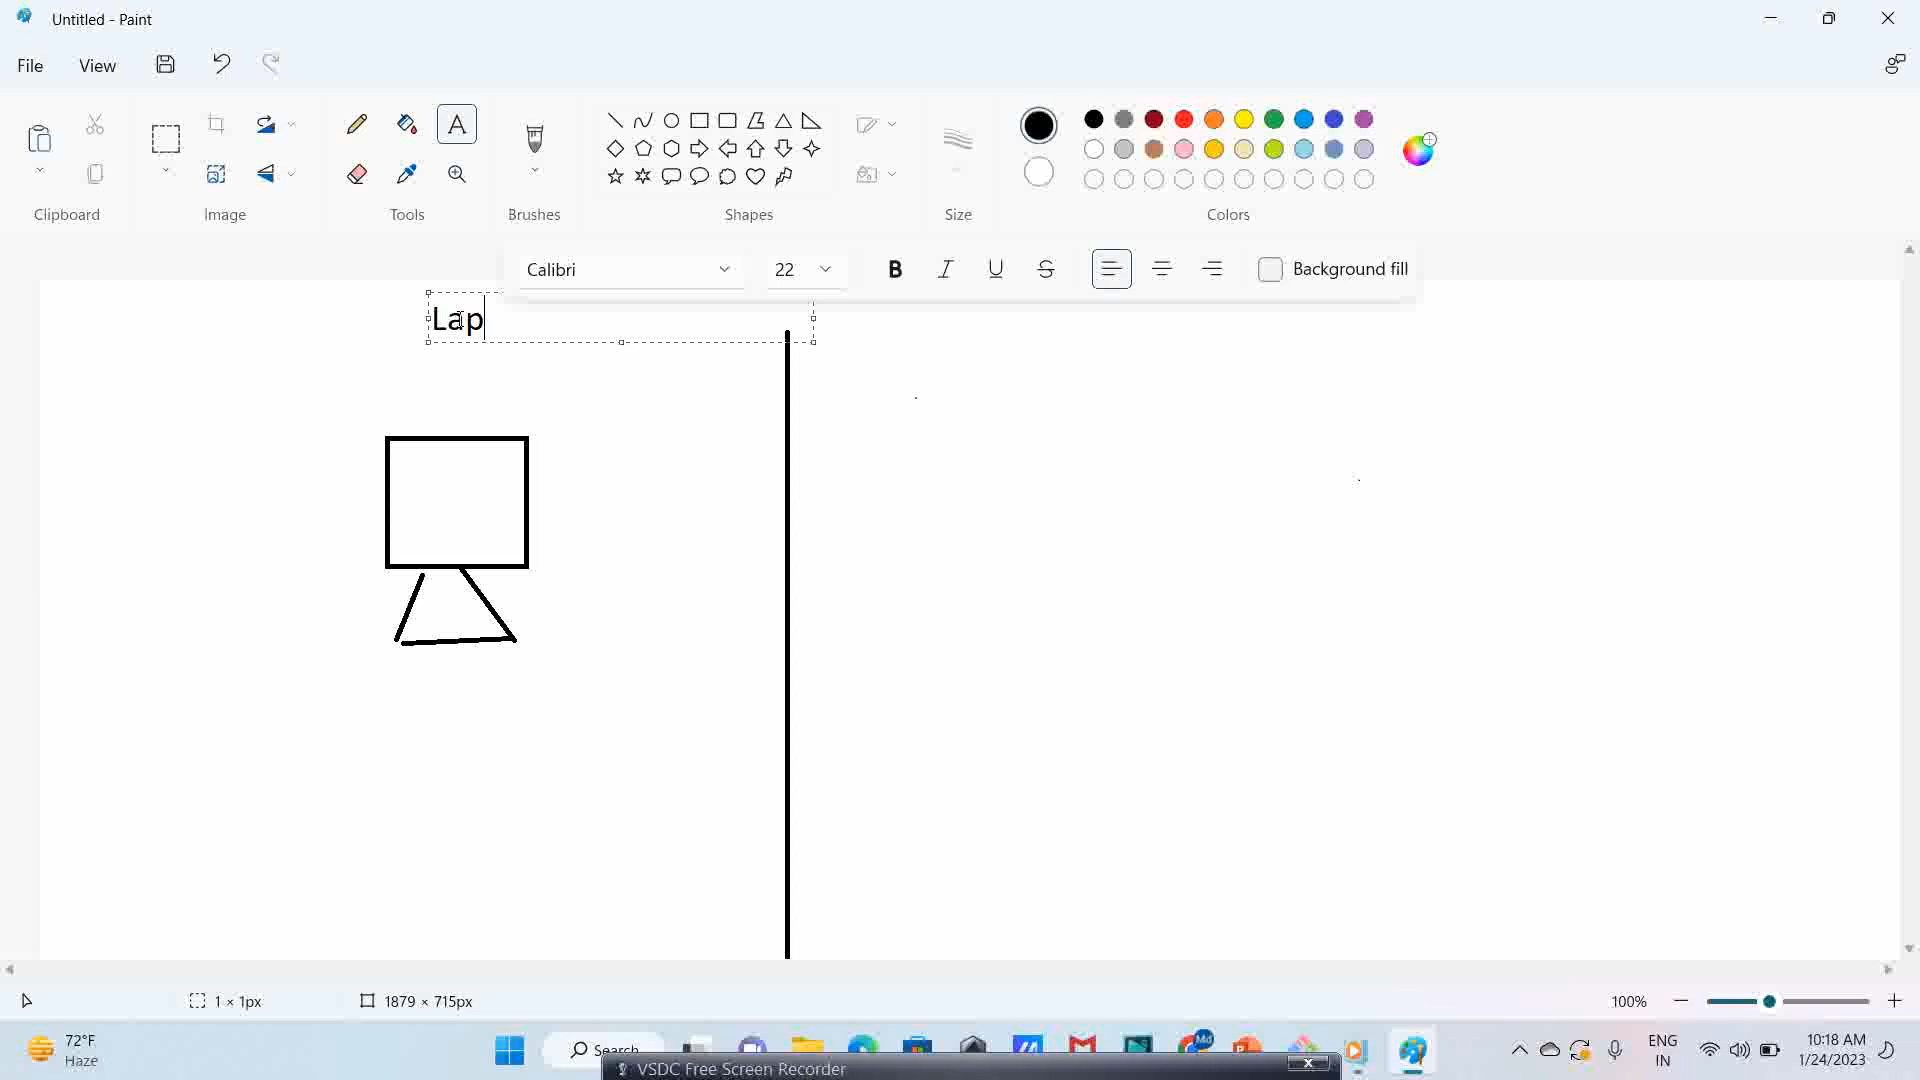 Untitled - Paint
File View
Clipboard Image Tools Brushes Shapes Size Colors
Calibri 22 B I U S Background fill
Lap
1 × 1px 1879 × 715px 100%
72°F
Haze
Search
Md
ENG
IN
10:18 AM
1/24/2023
VSDC Free Screen Recorder